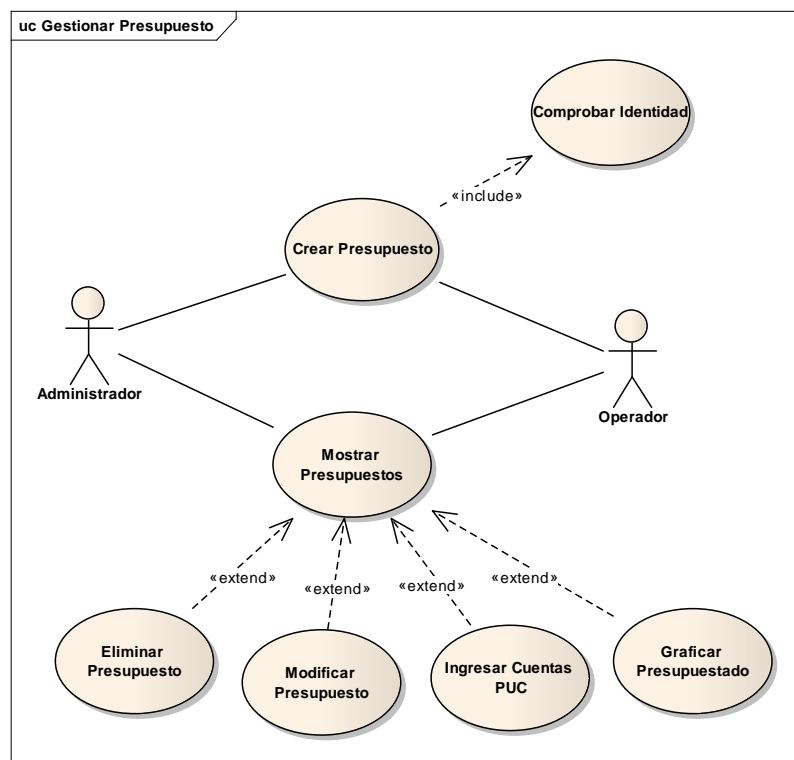 uc Gestionar Presupuesto
Comprobar Identidad
«include»
Crear Presupuesto
Administrador
Operador
Mostrar
Presupuestos
«extend»
«extend»
«extend»
«extend»
Eliminar
Presupuesto
Modificar
Presupuesto
Ingresar Cuentas
PUC
Graficar
Presupuestado